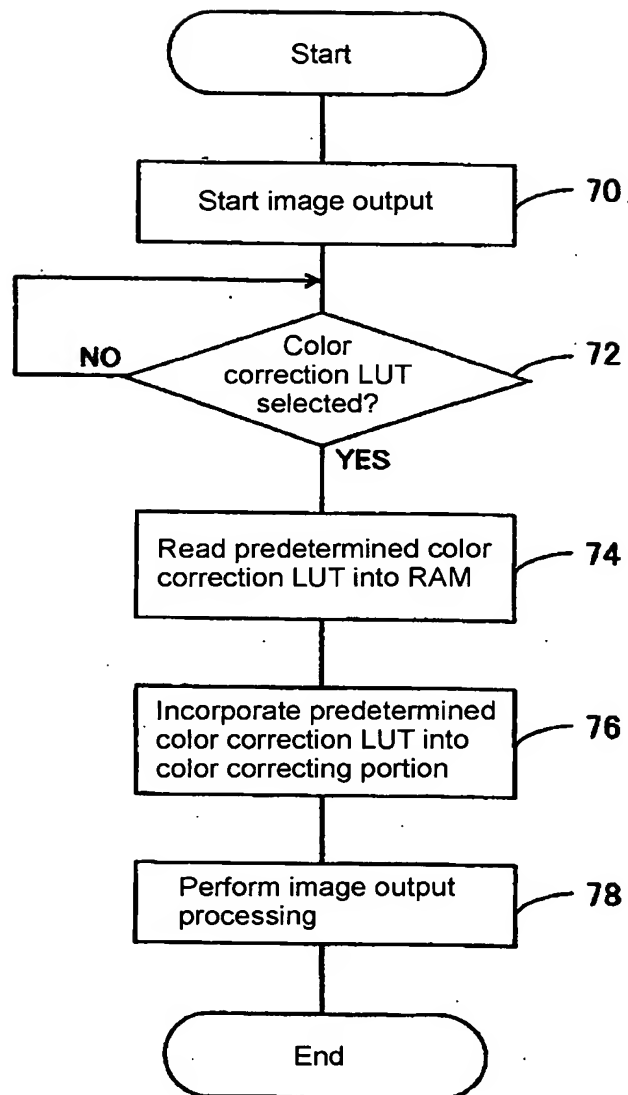 Start
Start image output
70
Color
correction LUT
selected?
72
NO
YES
Read predetermined color
correction LUT into RAM
74
Incorporate predetermined
color correction LUT into
color correcting portion
76
Perform image output
processing
78
End